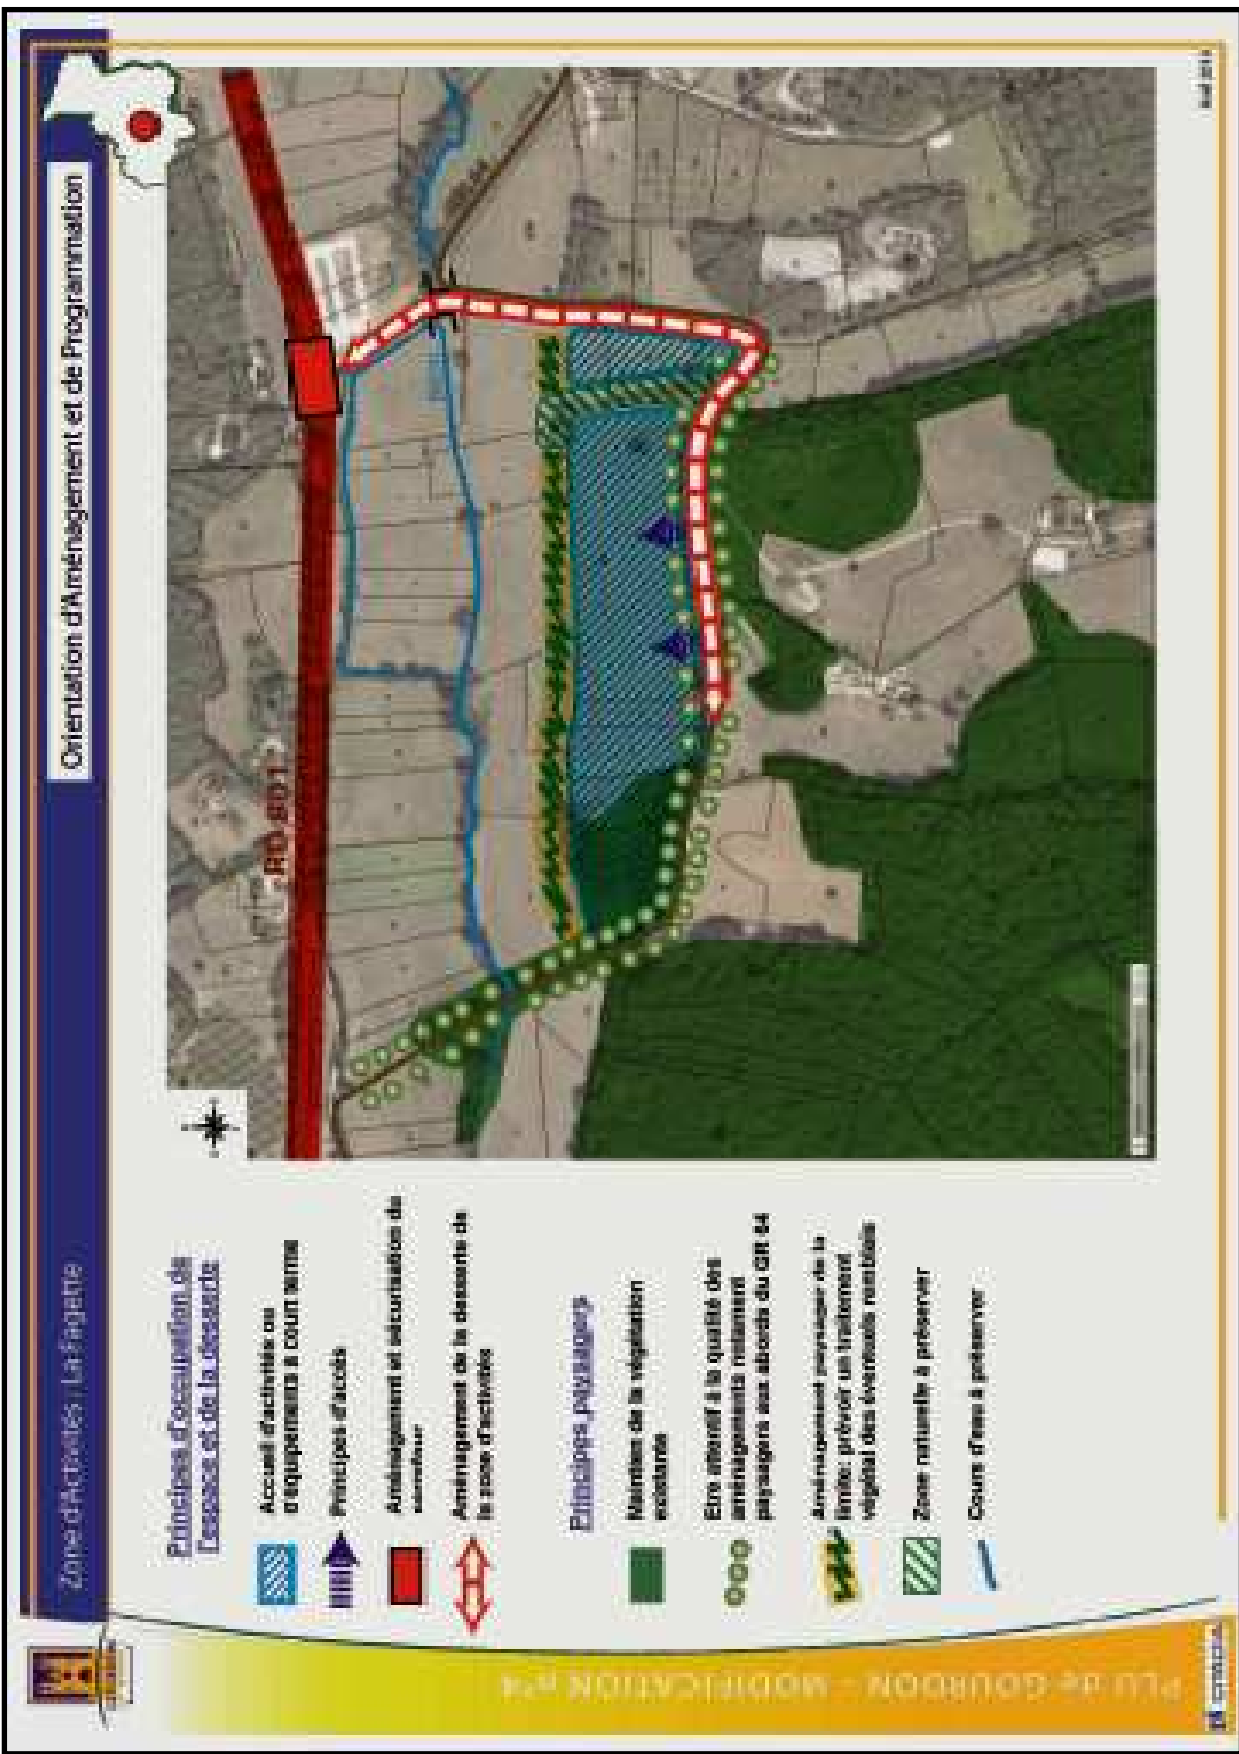 Zone d'Activités : La Fagette
Orientation d'Aménagement et de Programmation
Principes d'occupation de
l'espace et de la desserte
Accueil d'activités ou
d'équipements à court terme
Principes d'accès
Aménagement et sécurisation du
carrefour
Aménagement de la desserte de
la zone d'activités
Principes paysagers
Maintien de la végétation
existante
Etre attentif à la qualité des
aménagements notamment
paysagers aux abords du GR 64
Aménagement paysager de la
limite: prévoir un traitement
végétal des éventuels remblais
Zone naturelle à préserver
Cours d'eau à préserver
RD 801
PLU de GOURDON - MODIFICATION n°4